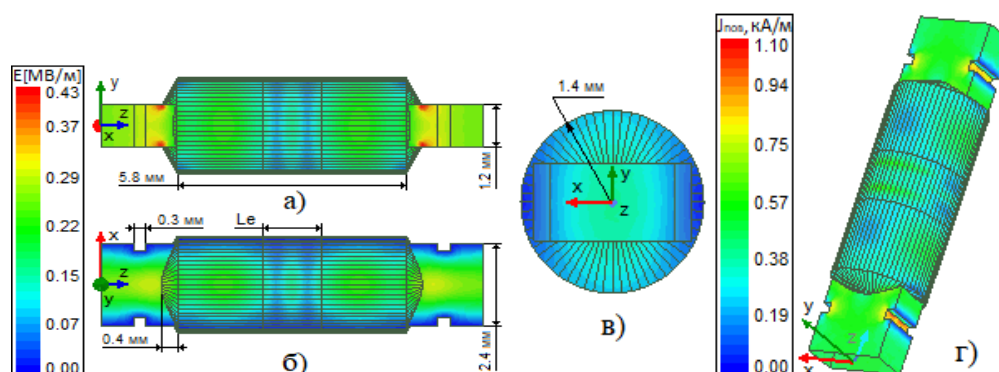 E[МВ/м]
0.43
0.37
0.29
0.22
0.15
0.07
0.00
y
z
x
5.8 мм
1.2 мм
а)
x
z
y
0.3 мм
Le
0.4 мм
2.4 мм
б)
1.4 мм
y
x
z
в)
Jпов, кА/м
1.10
0.94
0.75
0.56
0.38
0.19
0.00
y
z
x
г)